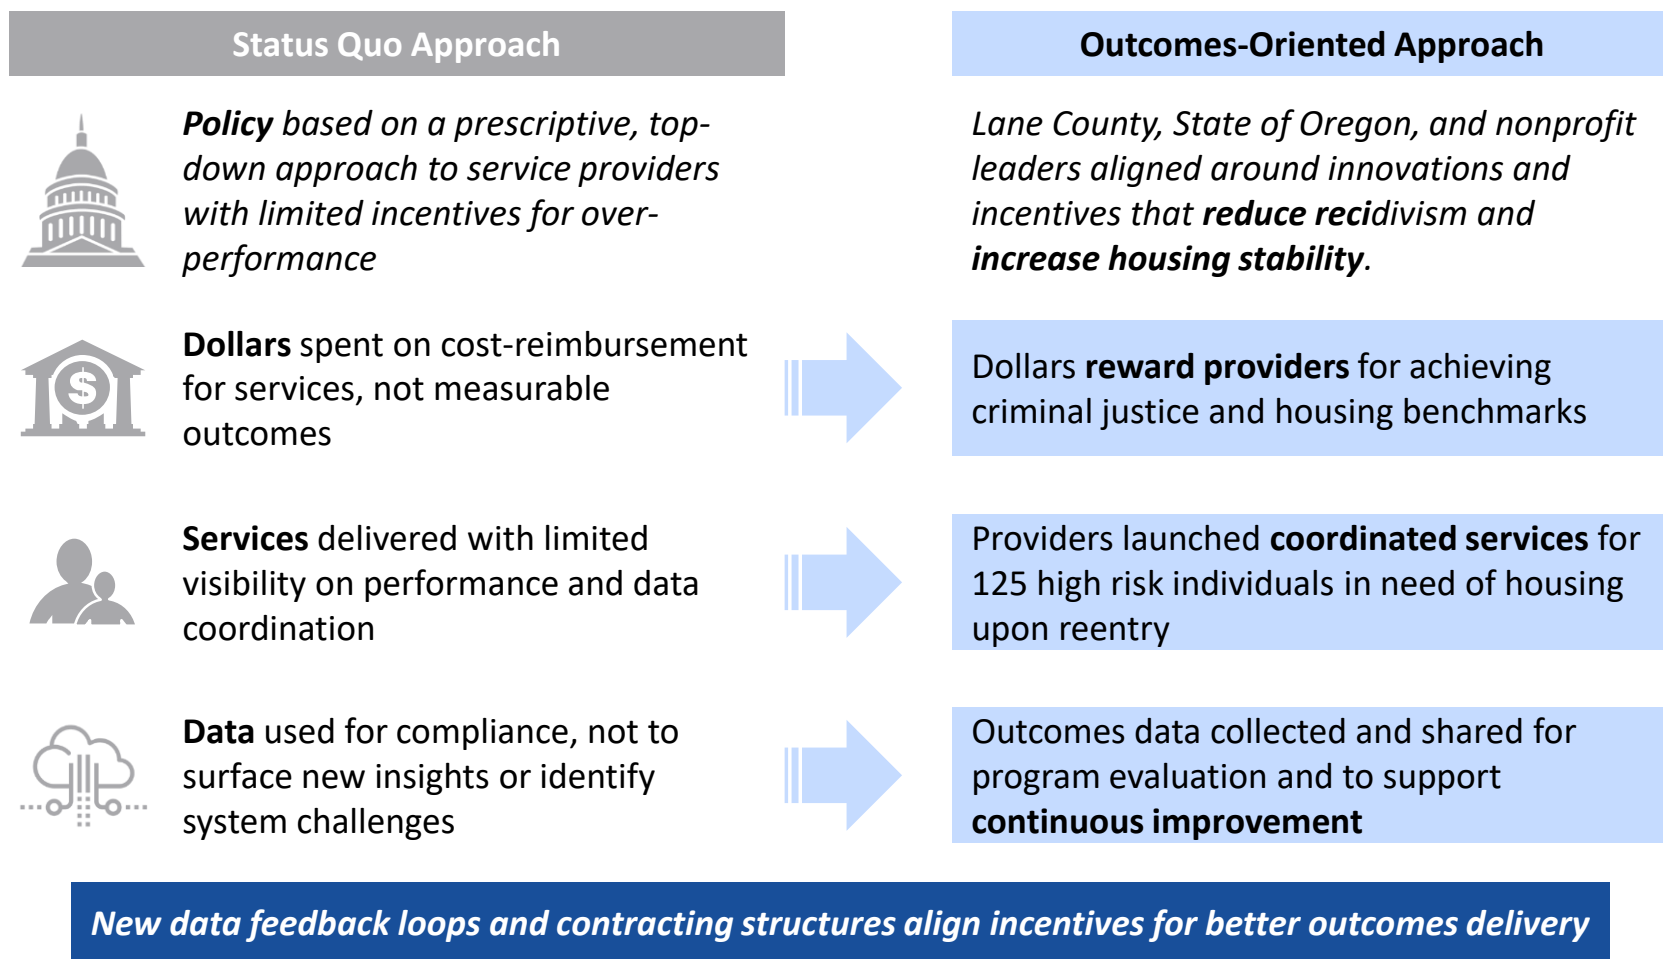 Status Quo Approach
Outcomes-Oriented Approach
Policy based on a prescriptive, top-
down approach to service providers
with limited incentives for over-
performance
Lane County, State of Oregon, and nonprofit
leaders aligned around innovations and
incentives that reduce recidivism and
increase housing stability.
Dollars spent on cost-reimbursement
for services, not measurable
outcomes
$
Dollars reward providers for achieving
criminal justice and housing benchmarks
Services delivered with limited
visibility on performance and data
coordination
Providers launched coordinated services for
125 high risk individuals in need of housing
upon reentry
Data used for compliance, not to
surface new insights or identify
system challenges
Outcomes data collected and shared for
program evaluation and to support
continuous improvement
New data feedback loops and contracting structures align incentives for better outcomes delivery